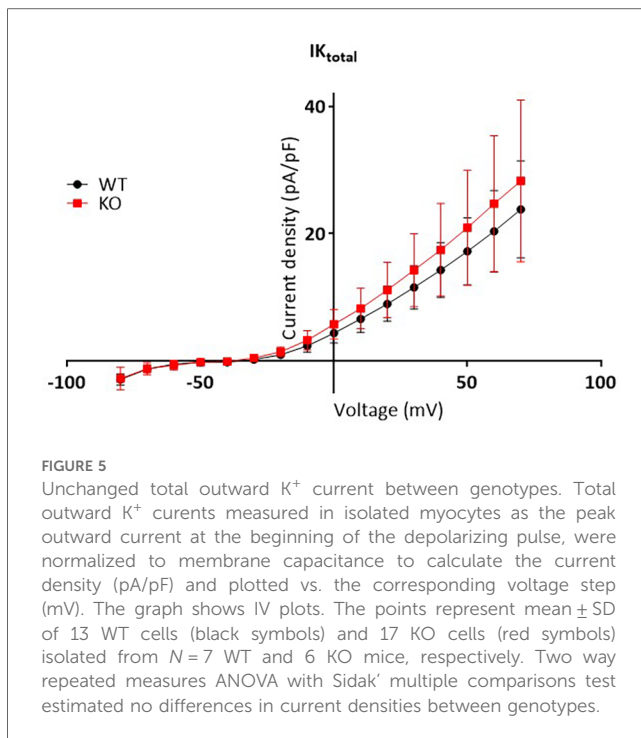 IK_total
40
WT
KO
20
Current density (pA/pF)
-100
-50
50
100
Voltage (mV)
FIGURE 5
Unchanged total outward K⁺ current between genotypes. Total
outward K⁺ curents measured in isolated myocytes as the peak
outward current at the beginning of the depolarizing pulse, were
normalized to membrane capacitance to calculate the current
density (pA/pF) and plotted vs. the corresponding voltage step
(mV). The graph shows IV plots. The points represent mean ± SD
of 13 WT cells (black symbols) and 17 KO cells (red symbols)
isolated from N = 7 WT and 6 KO mice, respectively. Two way
repeated measures ANOVA with Sidak' multiple comparisons test
estimated no differences in current densities between genotypes.